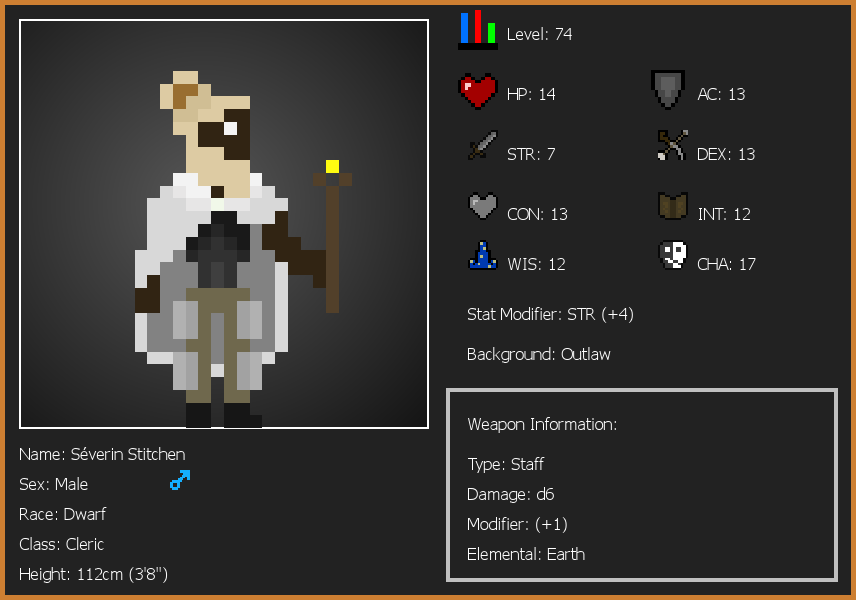 Level: 74
HP: 14
AC: 13
STR: 7
DEX: 13
CON: 13
INT: 12
WIS: 12
CHA: 17
Stat Modifier: STR (+4)
Background: Outlaw
Weapon Information:
Type: Staff
Damage: d6
Modifier: (+1)
Elemental: Earth
Name: Séverin Stitchen
Sex: Male
Race: Dwarf
Class: Cleric
Height: 112cm (3'8")